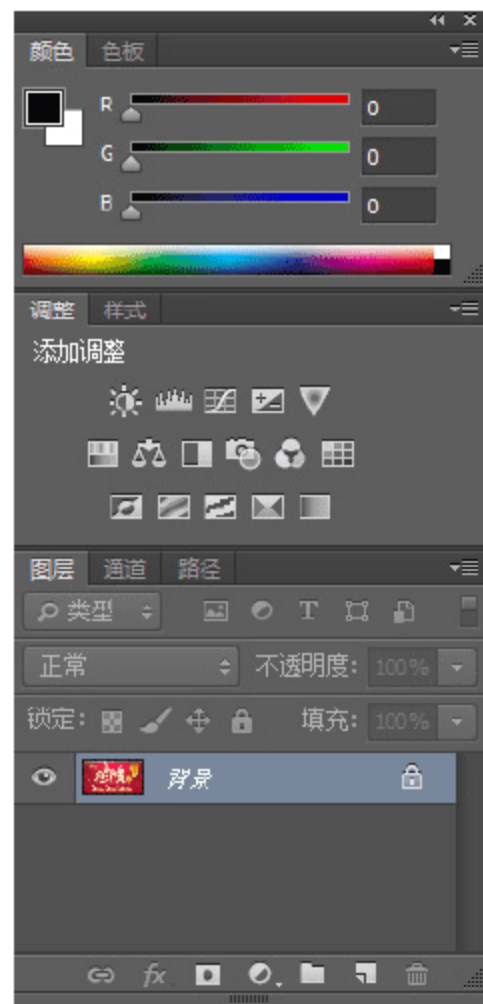 颜色 色板
R 0
G 0
B 0
调整 样式
添加调整
图层 通道 路径
类型 T
正常 不透明度: 100%
锁定: 填充: 100%
背景
fx